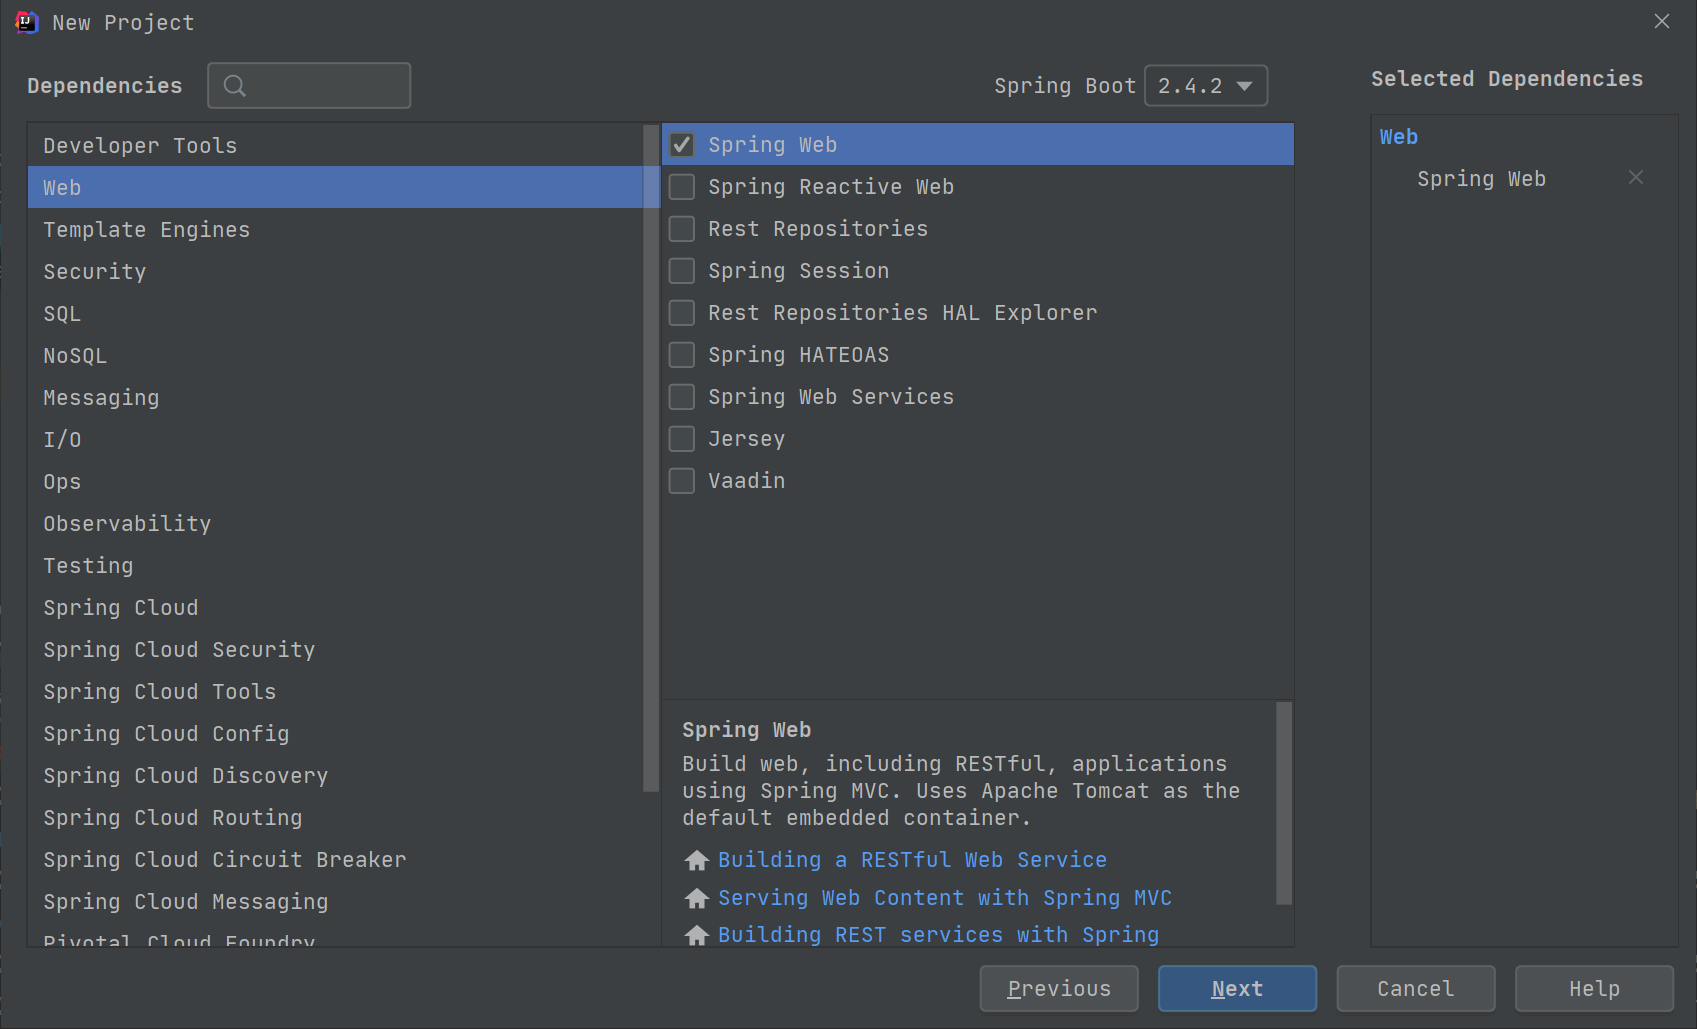 New Project
Dependencies
Spring Boot 2.4.2
Selected Dependencies
Developer Tools
Web
Template Engines
Security
SQL
NoSQL
Messaging
I/O
Ops
Observability
Testing
Spring Cloud
Spring Cloud Security
Spring Cloud Tools
Spring Cloud Config
Spring Cloud Discovery
Spring Cloud Routing
Spring Cloud Circuit Breaker
Spring Cloud Messaging
Pivotal Cloud Foundry
Spring Web
Spring Reactive Web
Rest Repositories
Spring Session
Rest Repositories HAL Explorer
Spring HATEOAS
Spring Web Services
Jersey
Vaadin
Spring Web
Build web, including RESTful, applications
using Spring MVC. Uses Apache Tomcat as the
default embedded container.
Building a RESTful Web Service
Serving Web Content with Spring MVC
Building REST services with Spring
Web
Spring Web
Previous
Next
Cancel
Help